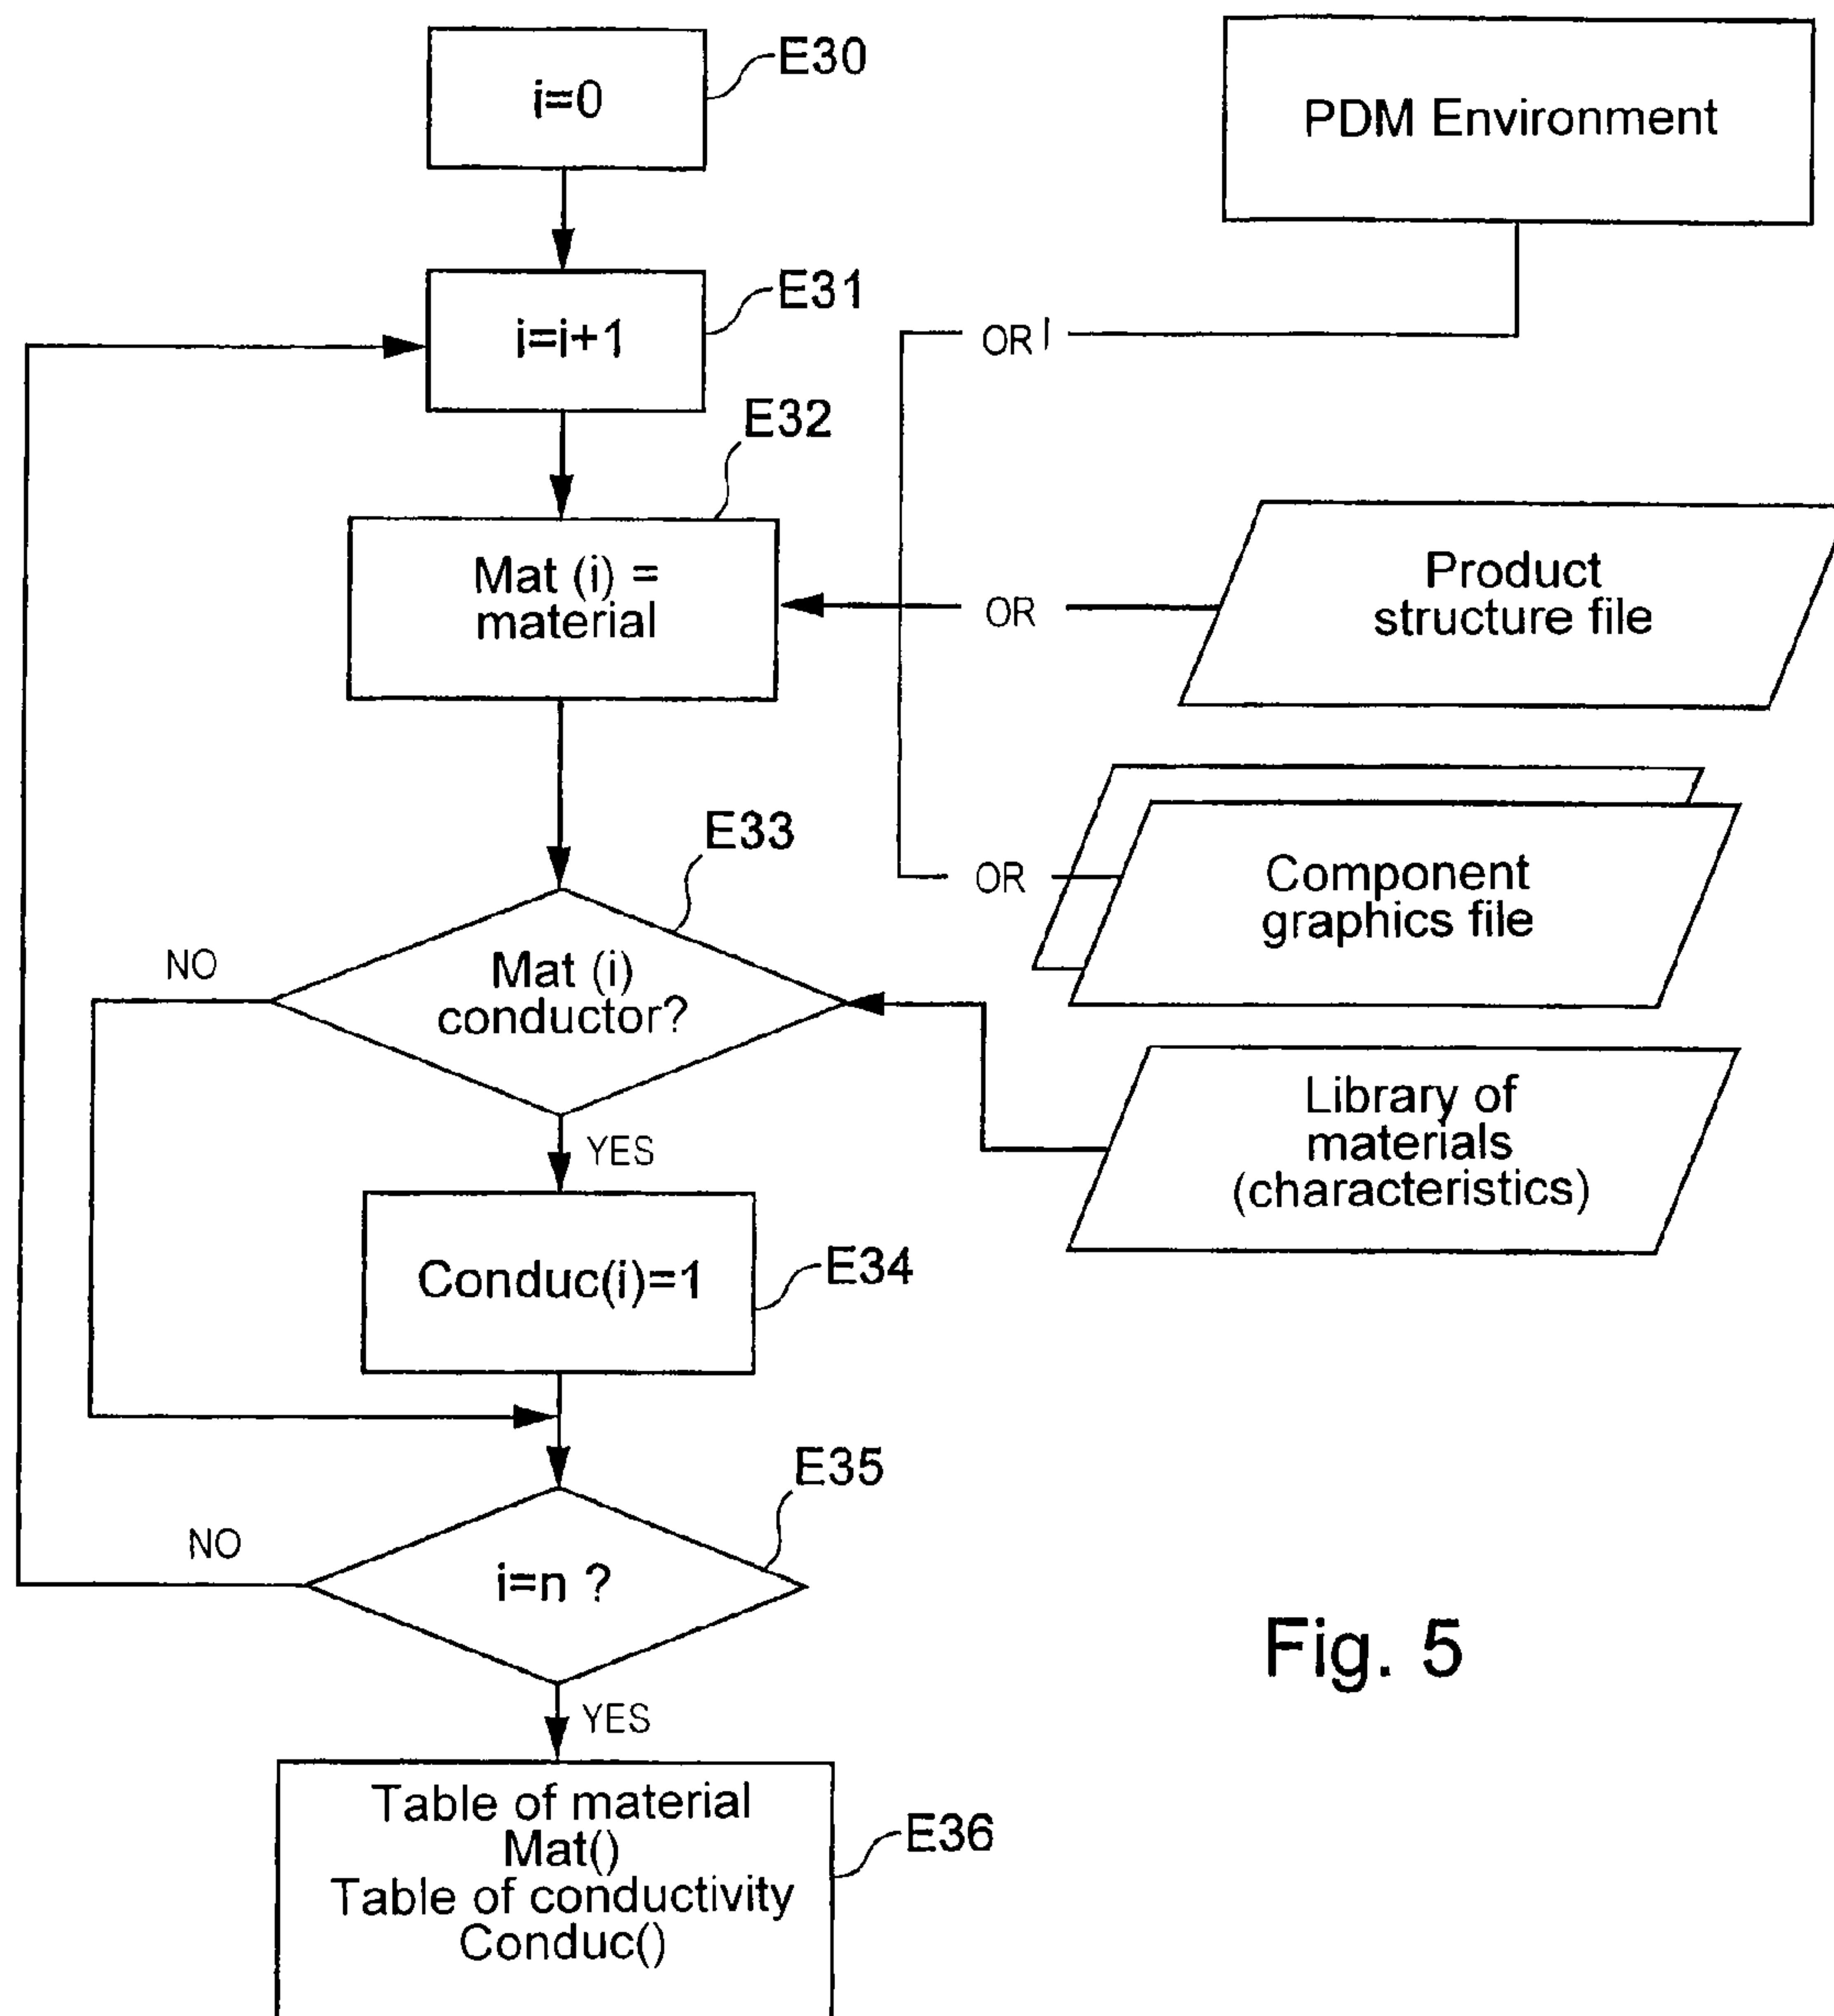 i=0
E30
PDM Environment
i=i+1
E31
OR
E32
Mat (i) =
material
OR
Product
structure file
E33
OR
Component
graphics file
NO
Mat (i)
conductor?
YES
Library of
materials
(characteristics)
Conduc(i)=1
E34
E35
NO
i=n ?
YES
Fig. 5
Table of material
Mat()
Table of conductivity
Conduc()
E36